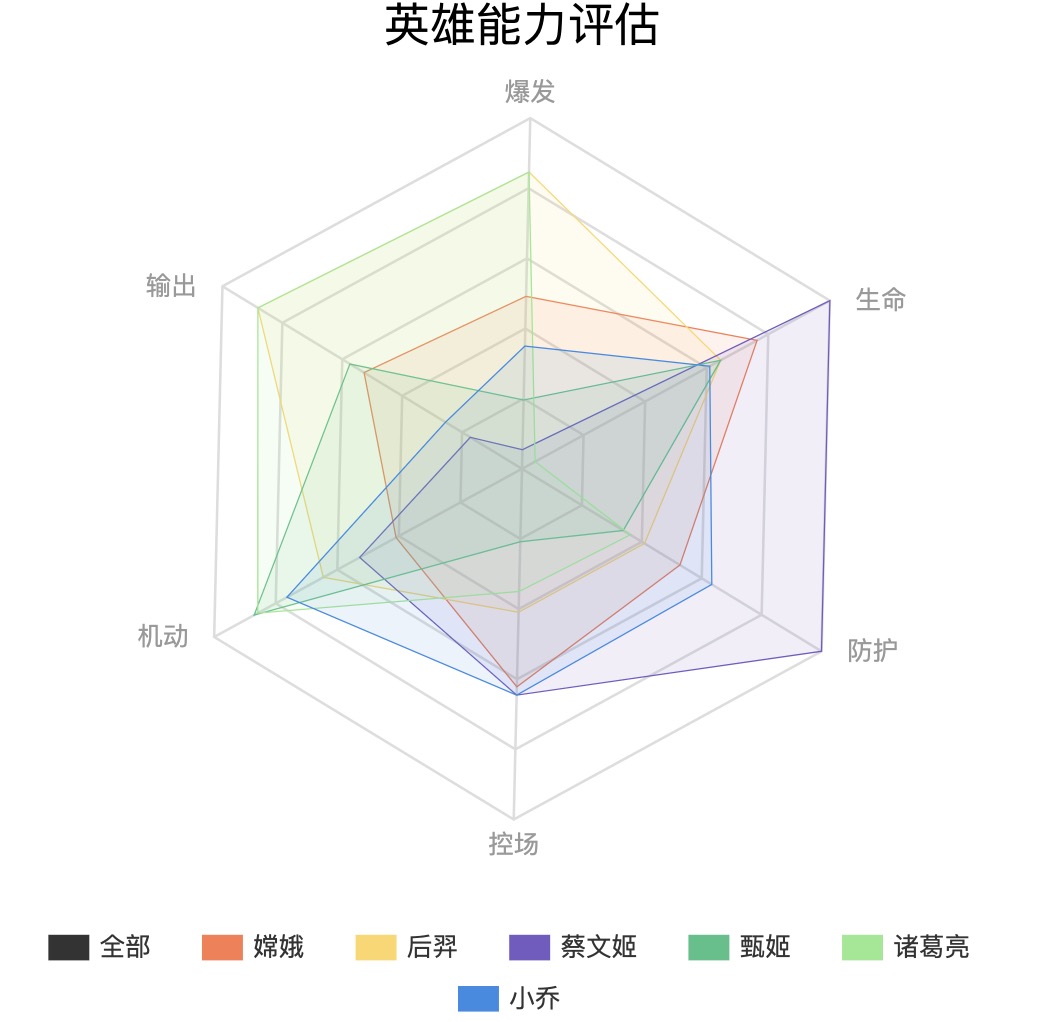 英雄能力评估
爆发
输出
生命
机动
防护
控场
全部 嫦娥 后羿 蔡文姬 甄姬 诸葛亮
小乔